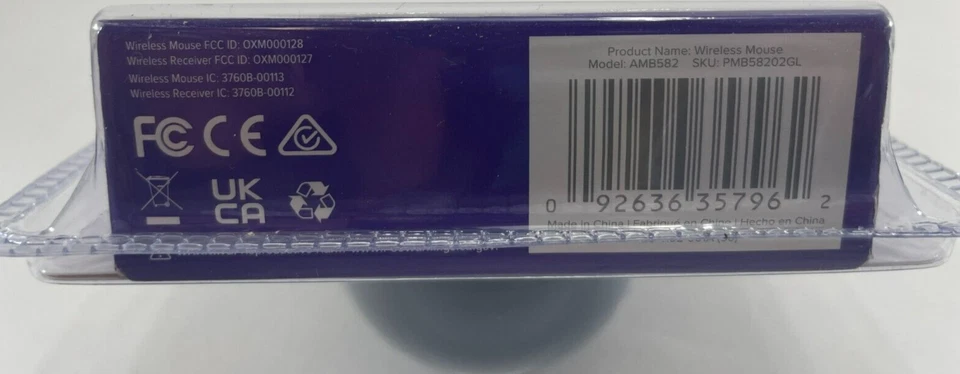 Wireless Mouse FCC ID: OXM000128
Wireless Receiver FCC ID: OXM000127
Wireless Mouse IC: 3760B-00113
Wireless Receiver IC: 3760B-00112
FC CE
UK
CA
Product Name: Wireless Mouse
Model: AMB582 SKU: PMB58202GL
0 92636 35796 2
Made in China | Fabriqué en Chine | Hecho en China